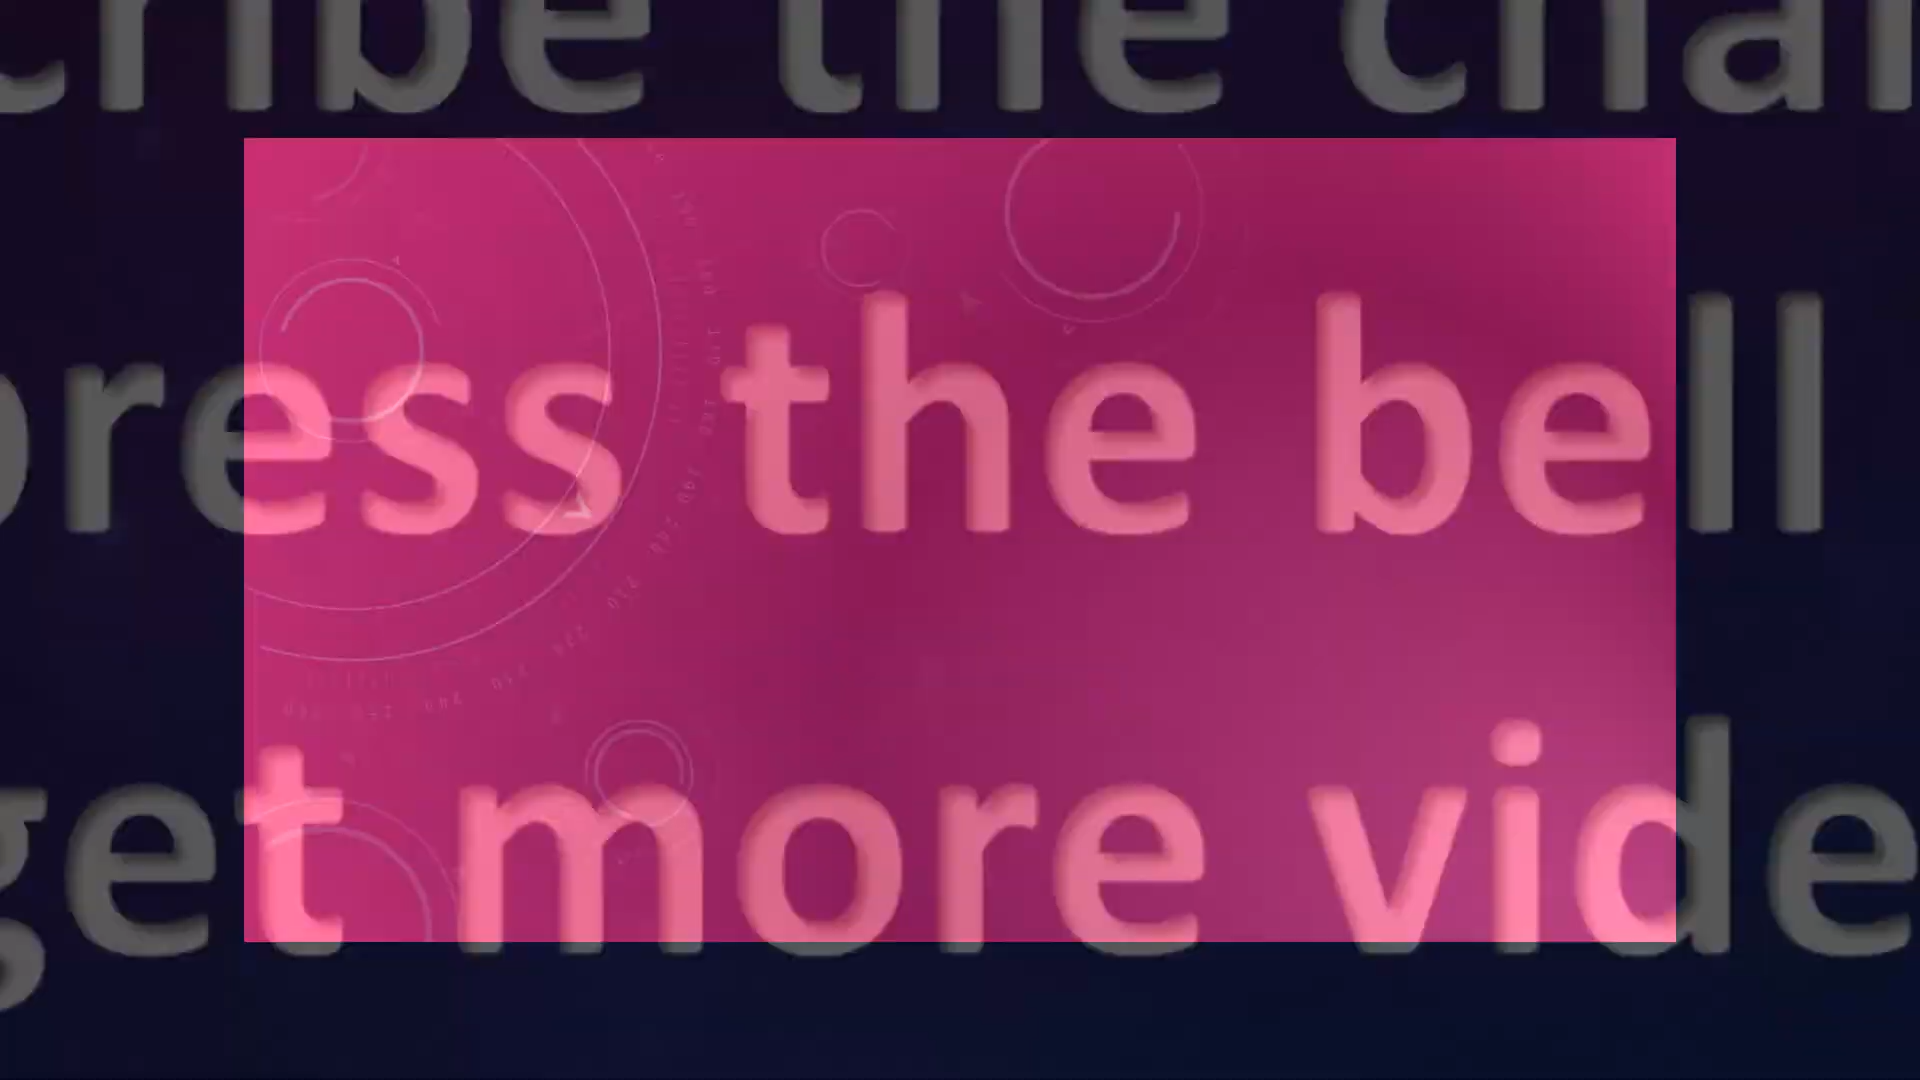 cribe the chan
press the bell
get more vide